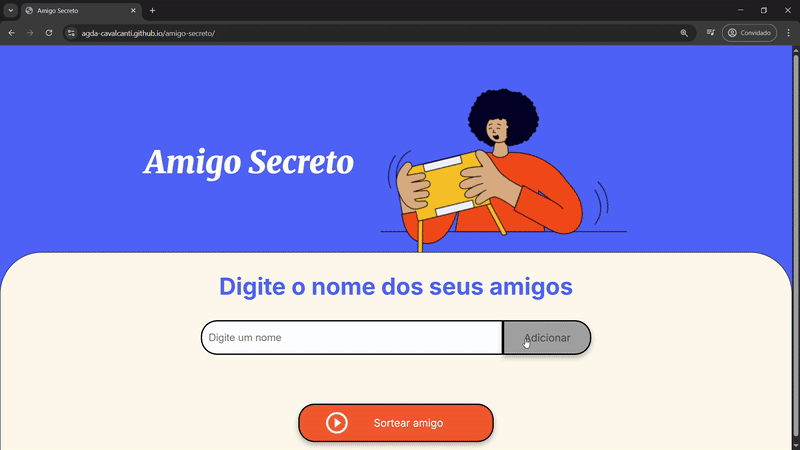 Amigo Secreto
agda-cavalcanti.github.io/amigo-secreto/
Convidado
Amigo Secreto
Digite o nome dos seus amigos
Digite um nome
Adicionar
Sortear amigo